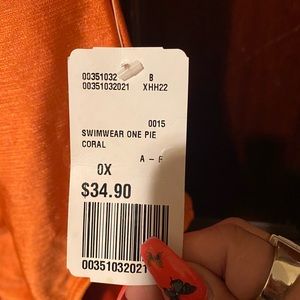 00351032 B
00351032021 XHH22
0015
SWIMWEAR ONE PIE
CORAL
A -
0X
$34.90
00351032021